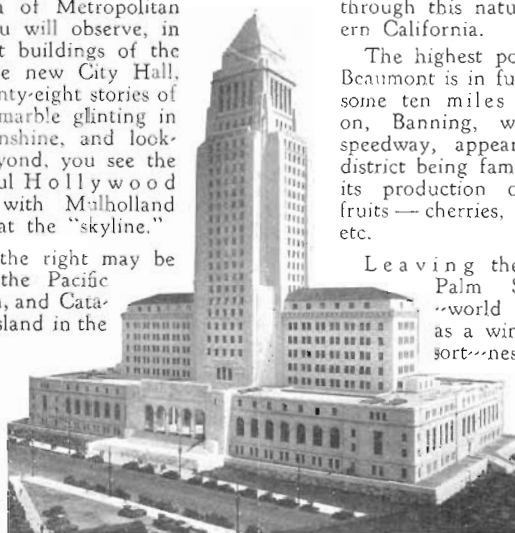 of Metropolitan
u will observe, in
t buildings of the
e new City Hall,
nty-eight stories of
marble glinting in
nshine, and look-
yond, you see the
ul Hollywood
with Mulholland
at the "skyline."
the right may be
the Pacific
, and Cata-
sland in the
through this natu
ern California.
The highest po
Beaumont is in fu
some ten miles
on, Banning, w
speedway, appear
district being fam
its production o
fruits — cherries,
etc.
Leaving the
Palm S
--world
as a win
sort---nes